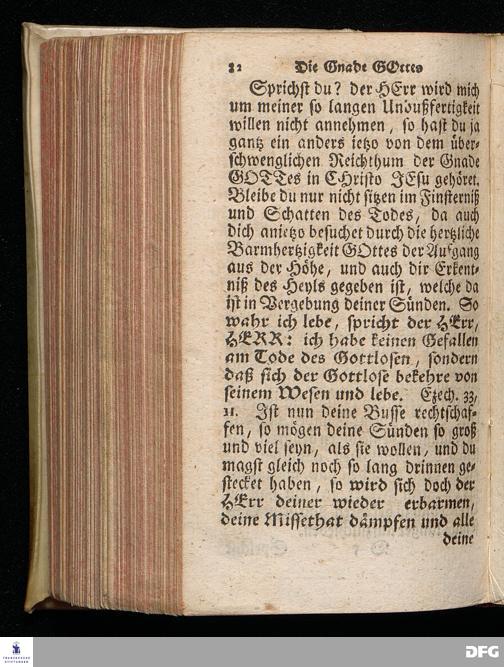 82 Die Gnade GOttes
Sprichst du? der HErr wird mich
um meiner so langen Unbußfertigkeit
willen nicht annehmen, so hast du ja
gantz ein anders ietzo von dem über-
schwenglichen Reichthum der Gnade
GOTTes in CHristo JEsu gehöret.
Bleibe du nur nicht sitzen im Finsterniß
und Schatten des Todes, da auch
dich anietzo besuchet durch die hertzliche
Barmhertzigkeit GOttes der Aufgang
aus der Höhe, und auch dir Erkent-
niß des Heyls gegeben ist, welche da
ist in Vergebung deiner Sünden. So
wahr ich lebe, spricht der HErr,
HERR: ich habe keinen Gefallen
am Tode des Gottlosen, sondern
daß sich der Gottlose bekehre von
seinem Wesen und lebe. Ezech. 33,
11. Ist nun deine Busse rechtschaf-
fen, so mögen deine Sünden so groß
und viel seyn, als sie wollen, und du
magst gleich noch so lang drinnen ge-
stecket haben, so wird sich doch der
HErr deiner wieder erbarmen,
deine Missethat dämpfen und alle
deine
FRANCKESCHE
STIFTUNGEN
DFG